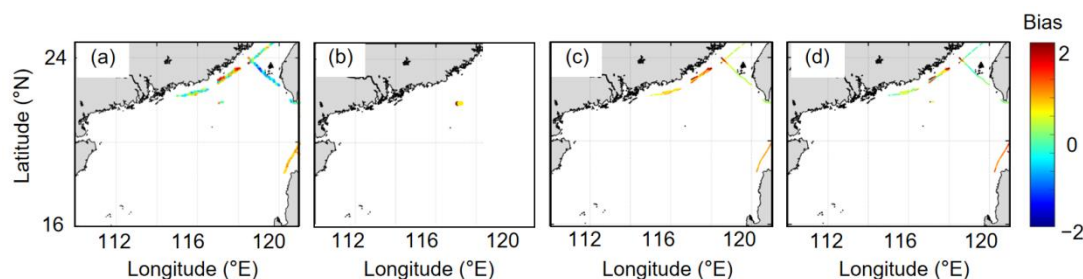 Bias
24
(a)
(b)
(c)
(d)
2
Latitude (°N)
16
−2
112 116 120
112 116 120
112 116 120
112 116 120
Longitude (°E)
Longitude (°E)
Longitude (°E)
Longitude (°E)